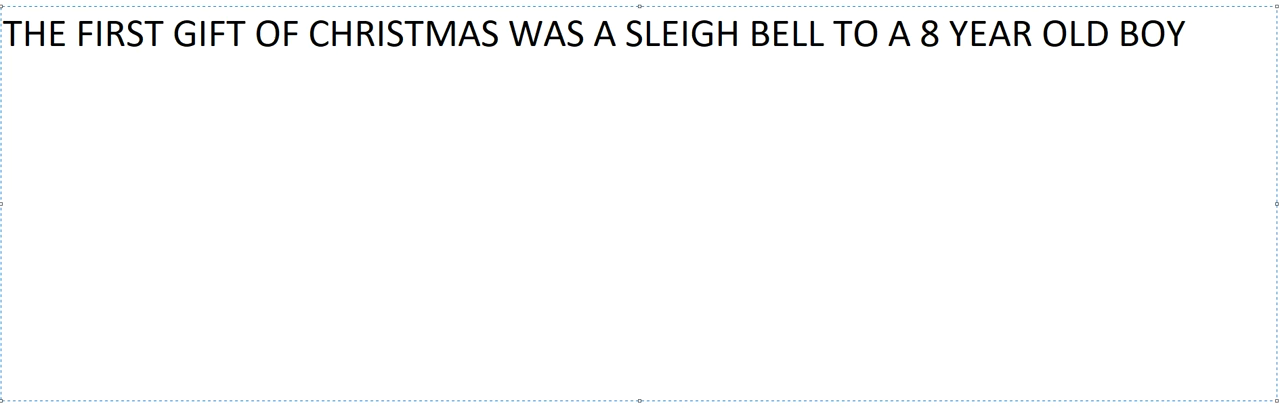 THE FIRST GIFT OF CHRISTMAS WAS A SLEIGH BELL TO A 8 YEAR OLD BOY